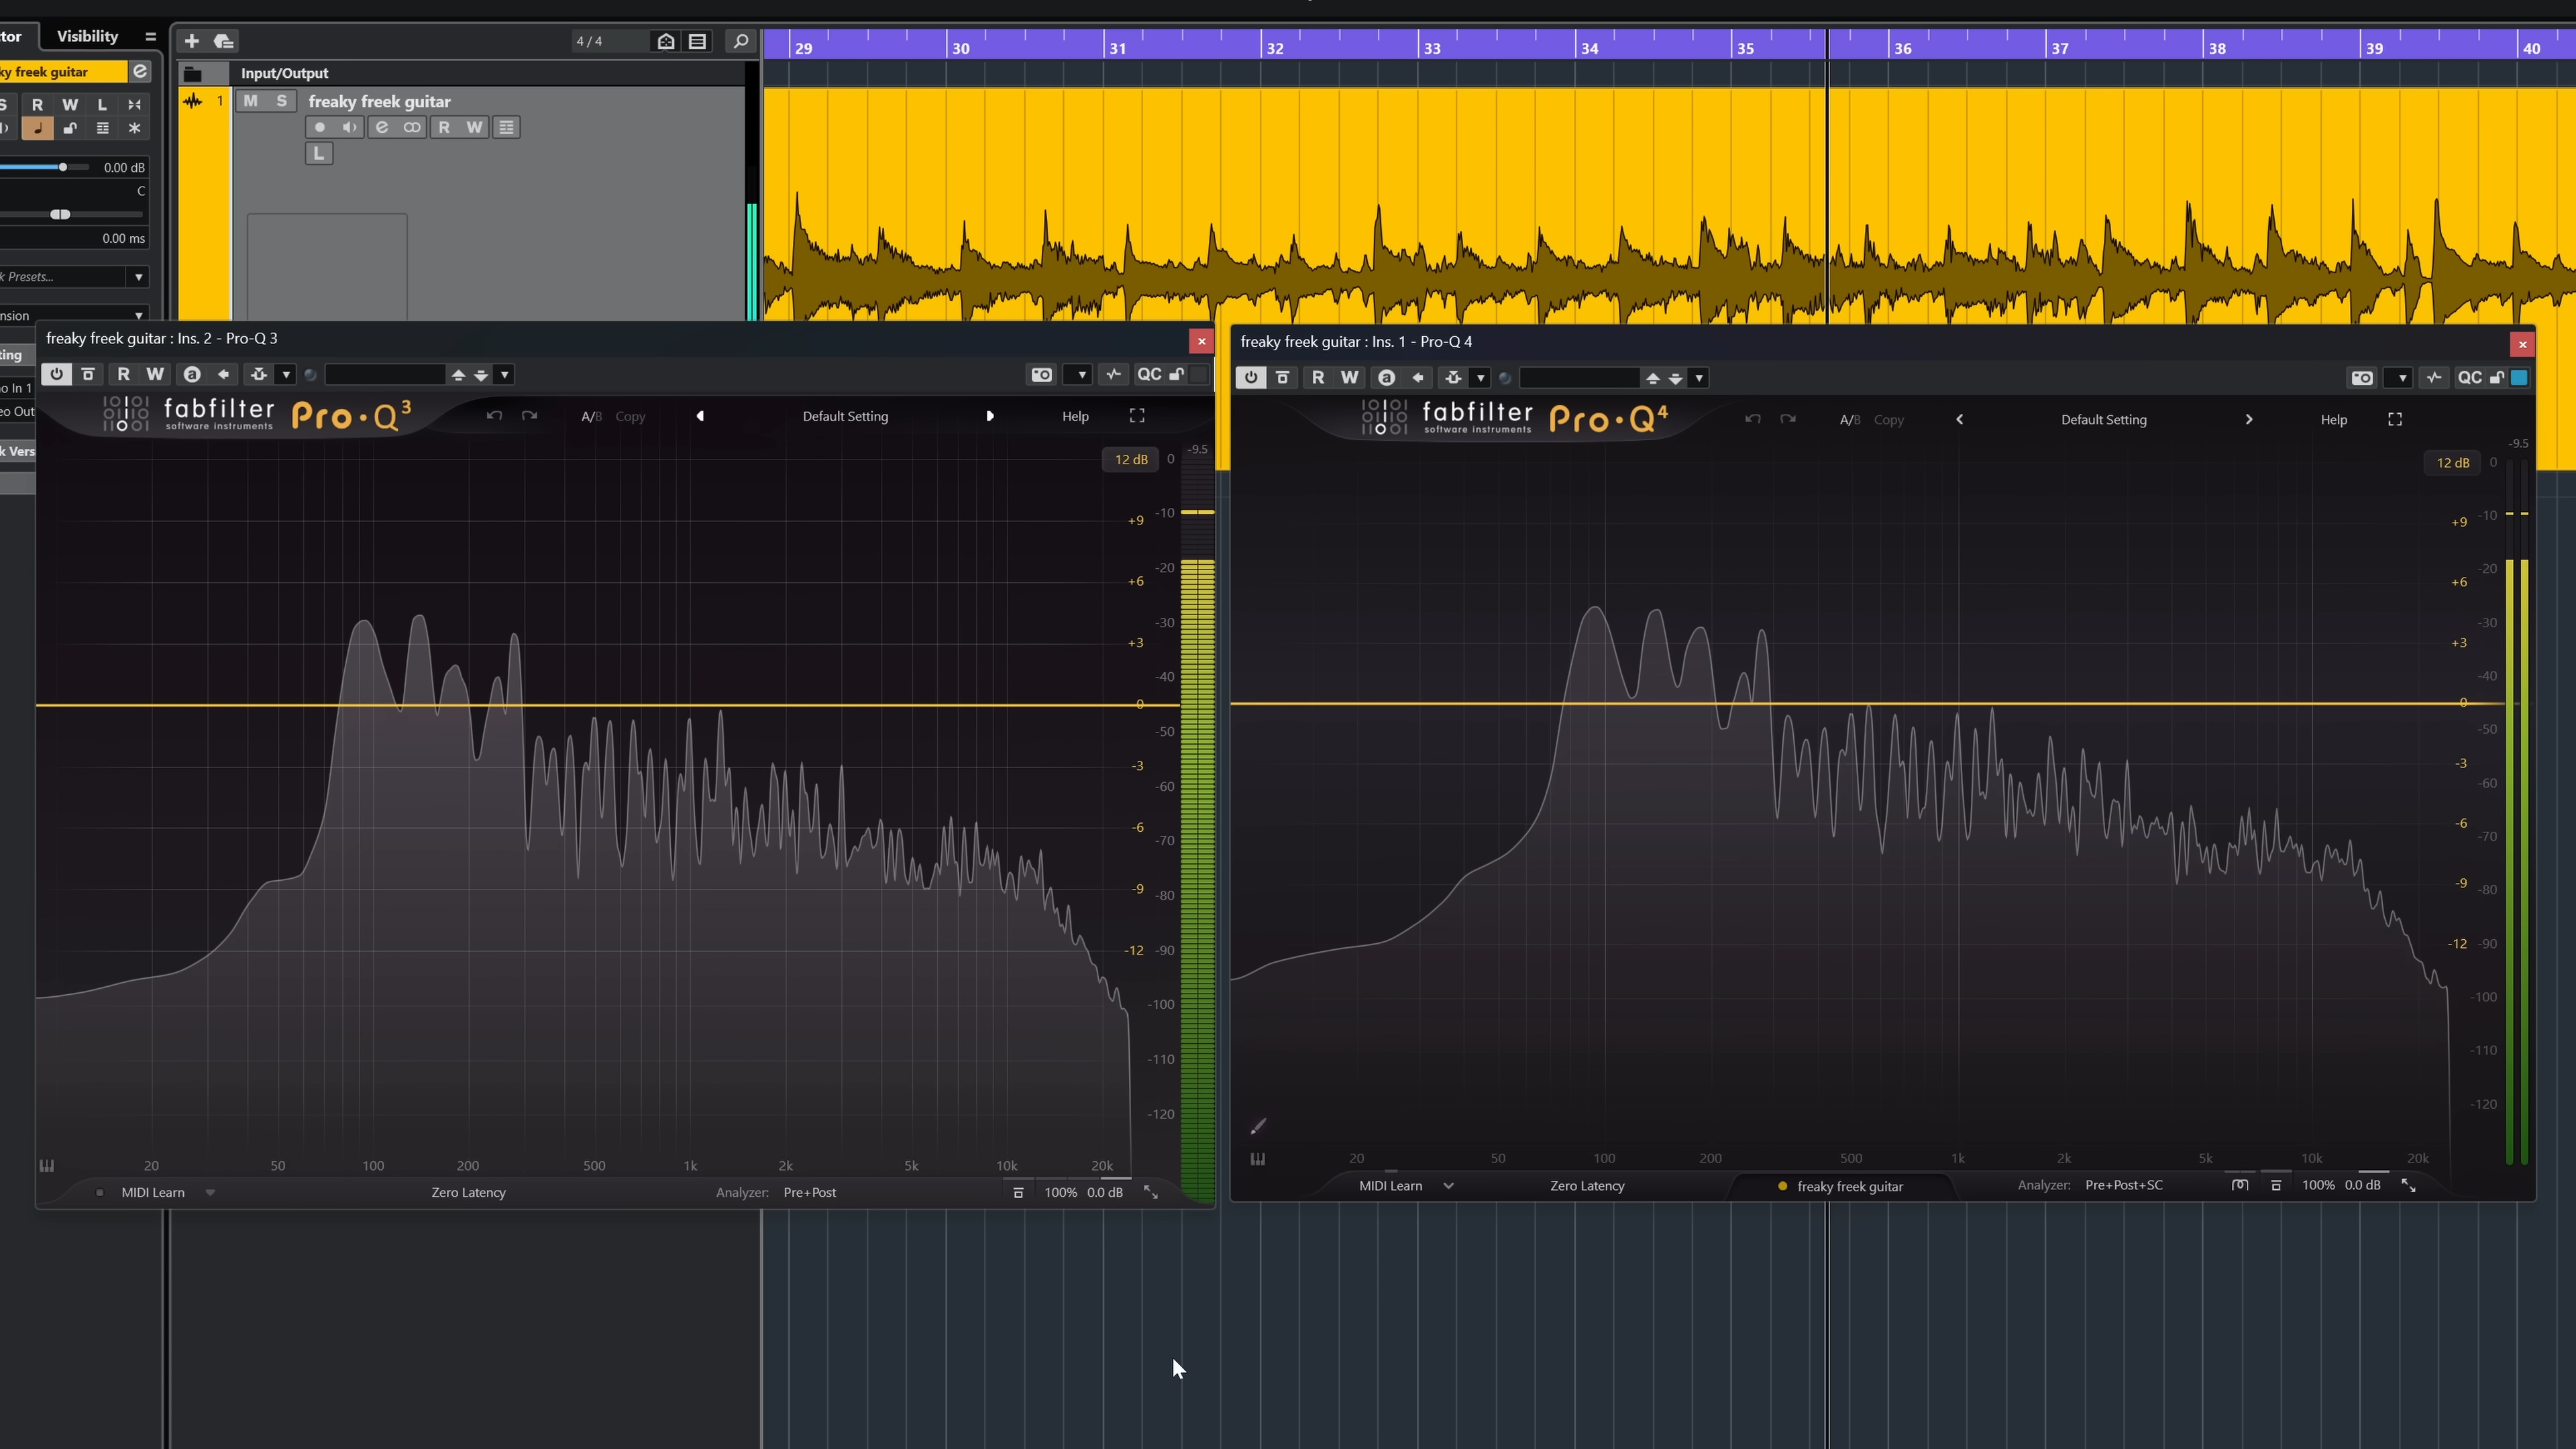 tor Visibility
4 / 4
29 30 31 32 33 34 35 36 37 38 39 40
ky freek guitar e
Input/Output
1 M S freaky freek guitar
S R W L
e R W
L
0.00 dB
C
0.00 ms
k Presets...
nsion
ting
o In 1
eo Out
k Vers
freaky freek guitar : Ins. 2 - Pro-Q 3
R W a QC
fabfilter
software instruments
Pro·Q3
A/B Copy Default Setting Help
-9.5
12 dB 0
-10
+9
-20
+6
-30
+3
-40
0
-50
-3
-60
-6
-70
-9
-80
-12 -90
-100
-110
-120
20 50 100 200 500 1k 2k 5k 10k 20k
MIDI Learn Zero Latency Analyzer: Pre+Post 100% 0.0 dB
freaky freek guitar : Ins. 1 - Pro-Q 4
R W a QC
fabfilter
software instruments
Pro·Q4
A/B Copy Default Setting Help
-9.5
12 dB 0
-10
+9
-20
+6
-30
+3
-40
0
-50
-3
-60
-6
-70
-9
-80
-12 -90
-100
-110
-120
20 50 100 200 500 1k 2k 5k 10k 20k
MIDI Learn Zero Latency freaky freek guitar Analyzer: Pre+Post+SC 100% 0.0 dB